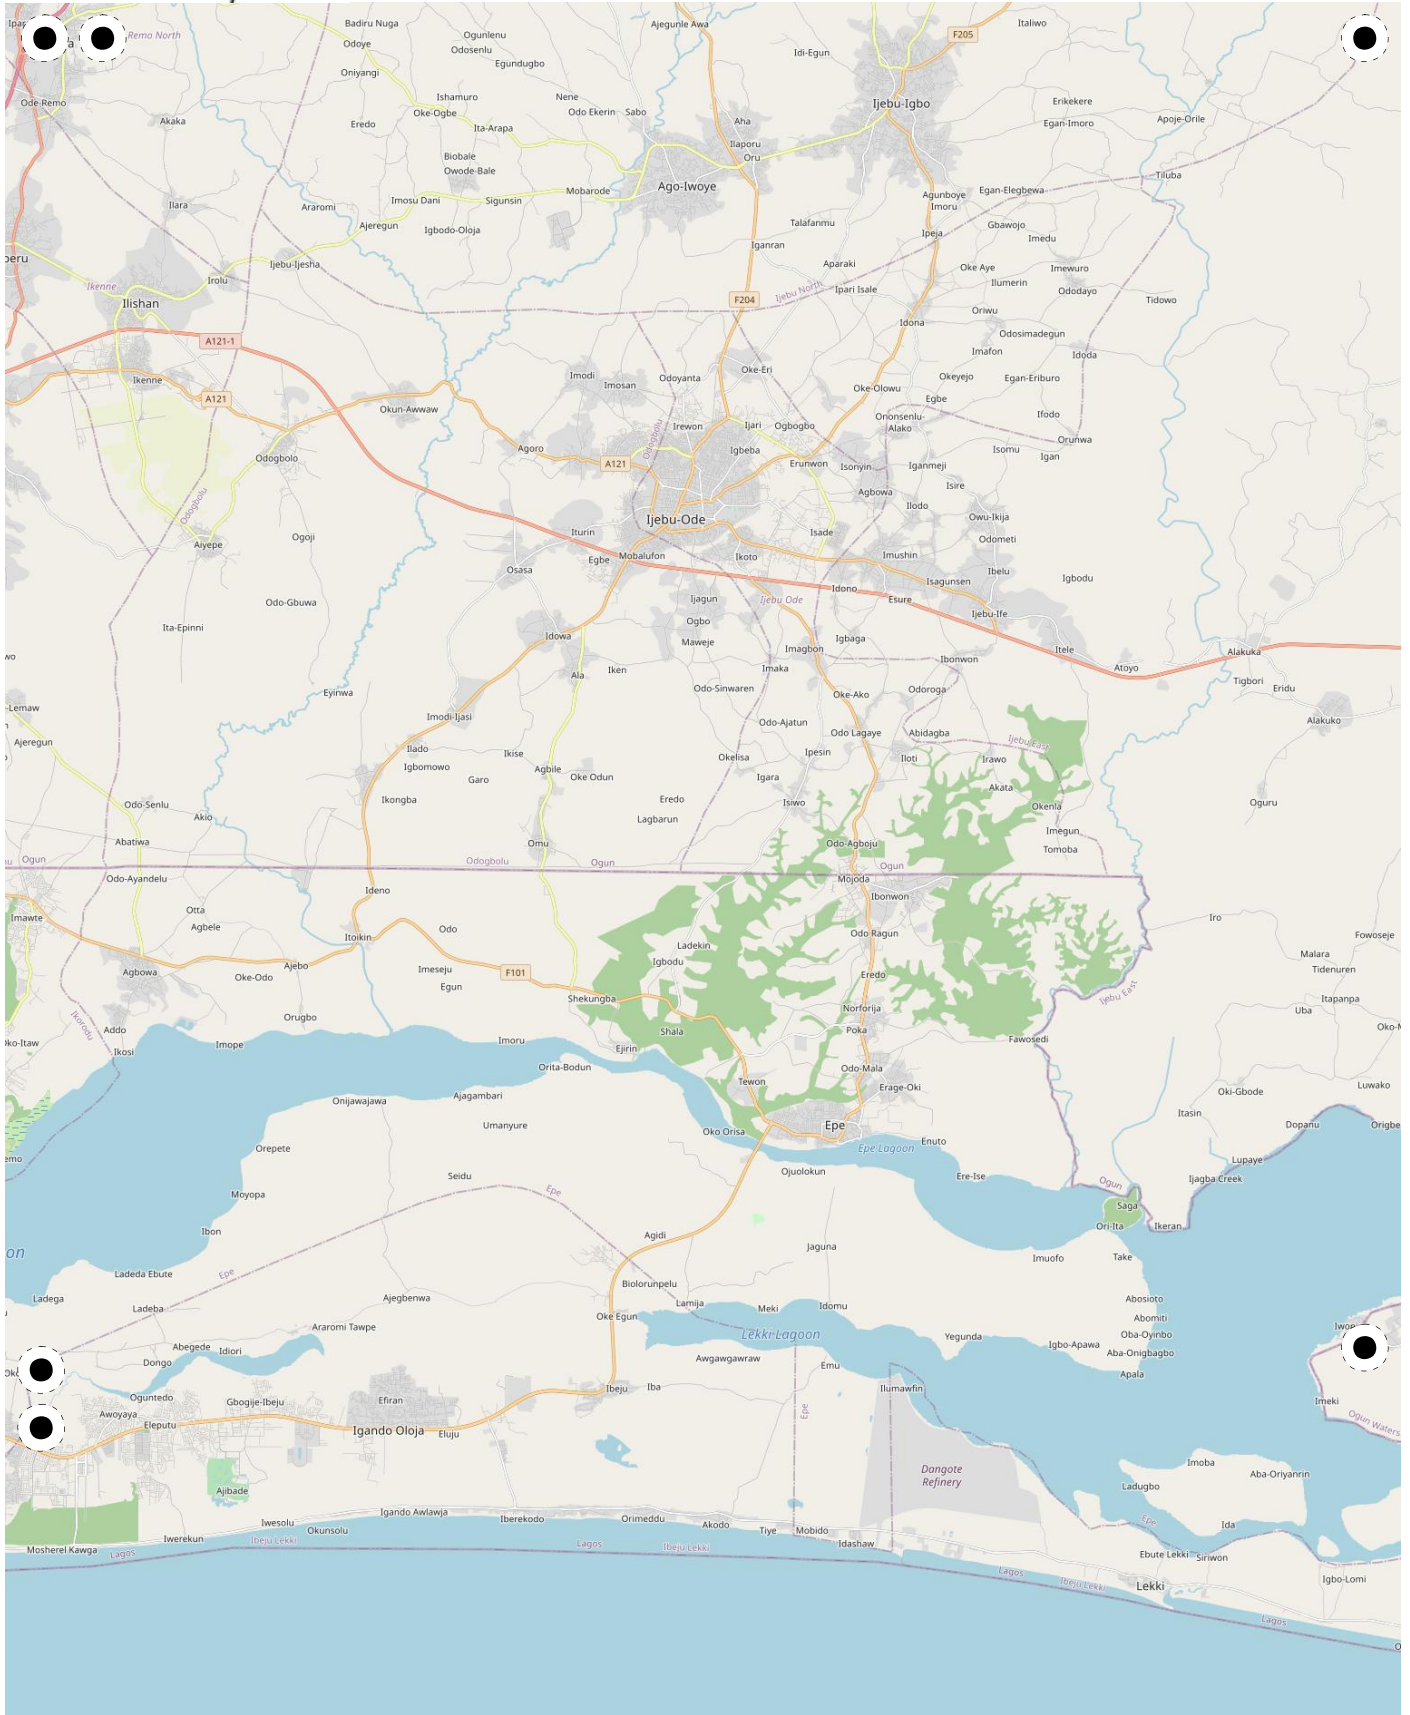 Badiru Nuga
Ogunlenu
Ajegunle Awa
Italiwo
Remo North
Odoye
Odosenlu
Idi-Egun
F205
Egundugbo
Oniyangi
Ode-Remo
Ishamuro
Nene
Ijebu-Igbo
Erikekere
Oke-Ogbe
Odo Ekerin
Sabo
Akaka
Eredo
Ita-Arapa
Aha
Egan-Imoro
Apoje-Orile
Ilaporu
Biobale
Oru
Owode-Bale
Ago-Iwoye
Tiluba
Mobarode
Egan-Elegbewa
Imosu Dani
Sigunsin
Agunboye
Imoru
Ilara
Araromi
Ajeregun
Igbodo-Oloja
Talafanmu
Gbawojo
Ipeja
Imedu
Iganran
Ijebu-Ijesha
Aparaki
Oke Aye
Imewuro
Irolu
Ikenne
Ilumerin
Ipari Isale
Ododayo
Ijebu North
Ilishan
F204
Tidowo
Oriwu
Idona
Odosimadegun
A121-1
Imafon
Idoda
Oke-Eri
Imodi
Imosan
Odoyanta
Okeyejo
Egan-Eriburo
Ikenne
Oke-Olowu
A121
Egbe
Okun-Awwaw
Ononsenlu-
Alako
Ifodo
Irewon
Ijari
Ogbogbo
Odogbolu
Orunwa
Agoro
Igbeba
Isomu
Igan
Odogbolo
A121
Erunwon
Isonyin
Iganmeji
Isire
Agbowa
Ilodo
Odogbolu
Ijebu-Ode
Owu-Ikija
Iturin
Isade
Odometi
Ogoji
Aiyepe
Egbe
Mobalufon
Ikoto
Imushin
Osasa
Ibelu
Igbodu
Isagunsen
Idono
Odo-Gbuwa
Ijagun
Ijebu Ode
Esure
Ijebu-Ife
Ogbo
Ita-Epinni
Idowa
Maweje
Igbaga
Imagbon
Itele
Alakuka
Ibonwon
Iken
Ala
Imaka
Atoyo
Tigbori
Eridu
Odo-Sinwaren
Oke-Ako
Odoroga
Eyinwa
Lemaw
Imodi-Ijasi
Odo-Ajatun
Alakuko
Odo Lagaye
Abidagba
Ajeregun
Ilado
Ikise
Okelisa
Ipesin
Iloti
Ijebu East
Irawo
Igbomowo
Garo
Agbile
Oke Odun
Igara
Akata
Ikongba
Eredo
Isiwo
Oguru
Odo-Senlu
Okenla
Akio
Lagbarun
Imegun
Abatiwa
Omu
Odo-Agboju
Tomoba
Ogun
Odogbolu
Ogun
Ogun
Odo-Ayandelu
Mojoda
Ideno
Ibonwon
Otta
Imawte
Agbele
Odo
Itoikin
Odo Ragun
Iro
Ladekin
Fowoseje
Ajebo
Igbodu
Malara
Agbowa
Oke-Odo
Imeseju
F101
Tidenuren
Eredo
Egun
Shekungba
Ijebu East
Itapanpa
Orugbo
Norforija
Uba
Ikorodu
Addo
Shala
Poka
Imoru
Fawosedi
Ikosi
Imope
Ejirin
Orita-Bodun
Odo-Mala
Tewon
Erage-Oki
Luwako
Oki-Gbode
Onijawajawa
Ajagambari
Itasin
Umanyure
Epe
Dopanu
Oko Orisa
Enuto
Orepete
Epe Lagoon
Lupaye
Seidu
Ojuolokun
Ere-Ise
Ijagba Creek
Ogun
Moyopa
Epe
Saga
Ibon
Agidi
Ori-Ita
Ikeran
Jaguna
Imuofo
Take
Ladeda Ebute
Epe
Biolorunpelu
Ladega
Ajegbenwa
Abosioto
Ladeba
Lamija
Meki
Idomu
Oke Egun
Abomiti
Araromi Tawpe
Lekki Lagoon
Yegunda
Oba-Oyinbo
Abegede
Idiori
Igbo-Apawa
Aba-Onigbagbo
Dongo
Awgawgawraw
Emu
Apala
Ibeju
Iba
Ilumawfin
Oguntedo
Gbogije-Ibeju
Efiran
Imeki
Awoyaya
Epe
Eleputu
Igando Oloja
Eluju
Ogun Waters
Imoba
Dangote
Refinery
Aba-Oriyanrin
Ajibade
Ladugbo
Igando Awlawja
Iberekodo
Orimeddu
Iwesolu
Akodo
Epe
Ida
Okunsolu
Tiye
Mobido
Iwerekun
Ibeju Lekki
Lagos
Ibeju Lekki
Idashaw
Mosherel Kawga
Lagos
Ebute Lekki
Siriwon
Lagos
Ibeju Lekki
Igbo-Lomi
Lekki
Lagos